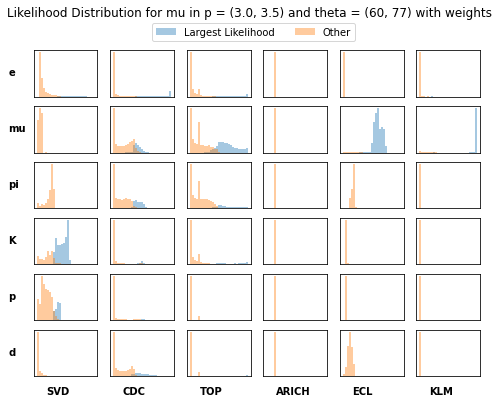 Likelihood Distribution for mu in p = (3.0, 3.5) and theta = (60, 77) with weights
Largest Likelihood Other
e
mu
pi
K
p
d
SVD CDC TOP ARICH ECL KLM